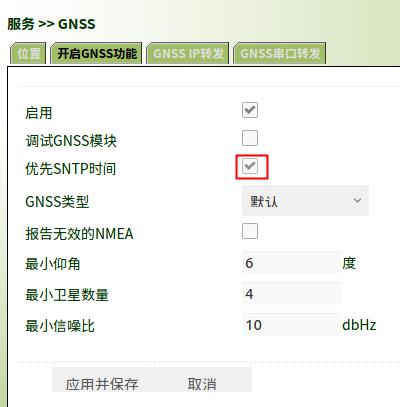 服务 >> GNSS
位置 开启GNSS功能 GNSS IP转发 GNSS串口转发
启用
调试GNSS模块
优先SNTP时间
GNSS类型 默认
报告无效的NMEA
最小仰角 6 度
最小卫星数量 4
最小信噪比 10 dbHz
应用并保存 取消